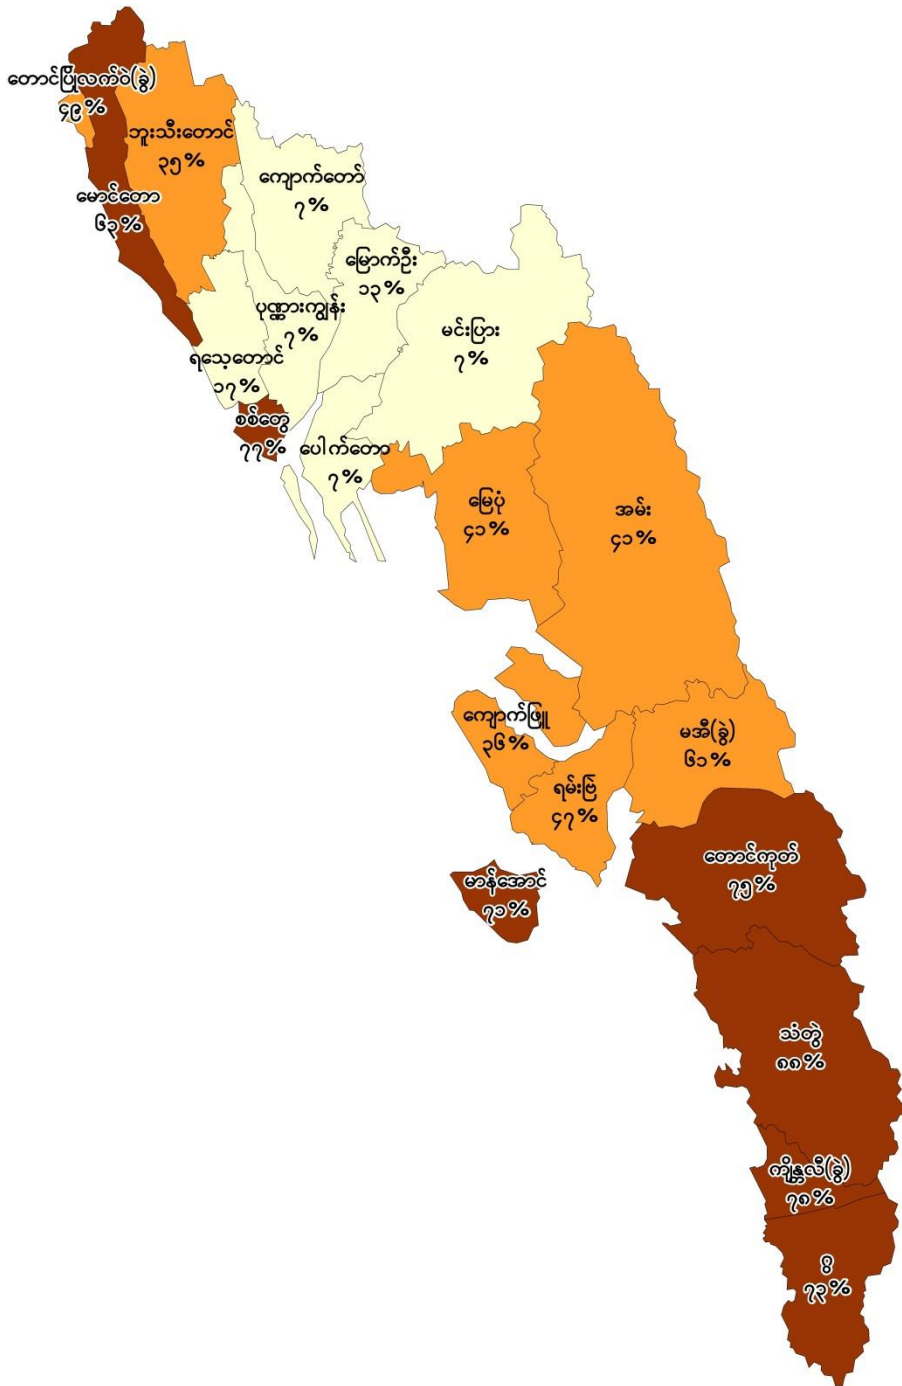 တောင်ပြိုလက်ဝဲ(ခွဲ)
၄၉%
ဘူးသီးတောင်
၃၅%
ကျောက်တော်
၇%
မောင်တော
၆၃%
မြောက်ဦး
၁၃%
ပုဏ္ဏားကျွန်း
၇%
မင်းပြား
၇%
ရသေ့တောင်
၁၇%
စစ်တွေ
၇၇%
ပေါက်တော
၇%
မြေပုံ
၄၁%
အမ်း
၄၁%
ကျောက်ဖြူ
၃၆%
မအီ(ခွဲ)
၆၁%
ရမ်းဗြဲ
၄၇%
တောင်ကုတ်
၇၅%
မာန်အောင်
၇၁%
သံတွဲ
၈၈%
ကျိန္တလီ(ခွဲ)
၇၈%
ဂွ
၇၃%